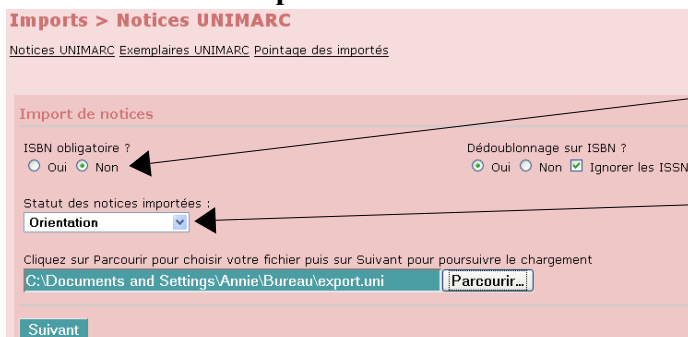 Imports > Notices UNIMARC
Notices UNIMARC Exemplaires UNIMARC Pointage des importés
Import de notices
ISBN obligatoire ? Dédoublonnage sur ISBN ?
Oui Non Oui Non Ignorer les ISSN
Statut des notices importées :
Orientation
Cliquez sur Parcourir pour choisir votre fichier puis sur Suivant pour poursuivre le chargement
C:\Documents and Settings\Annie\Bureau\export.uni Parcourir...
Suivant